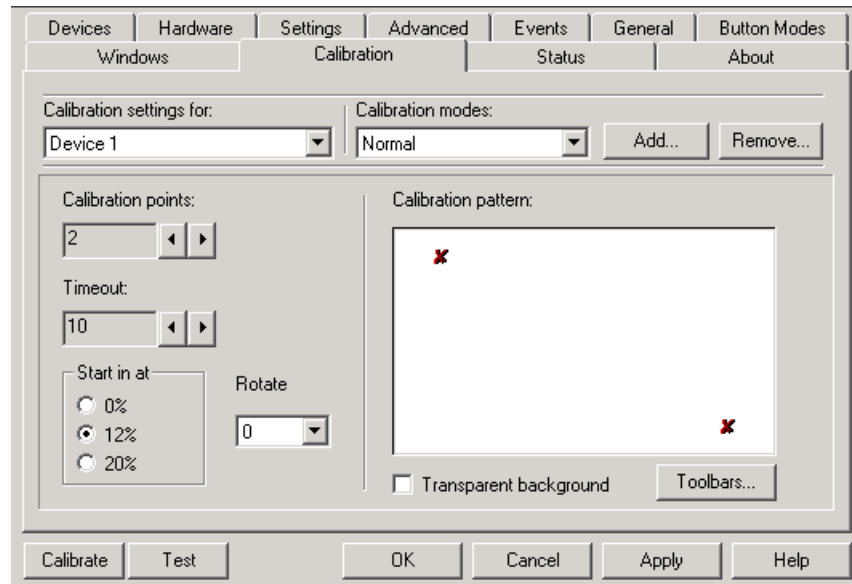 Devices Hardware Settings Advanced Events General Button Modes
Windows Calibration Status About
Calibration settings for: Calibration modes:
Device 1 Normal Add... Remove...
Calibration points: Calibration pattern:
2
Timeout:
10
Start in at
Rotate
0%
12% 0
20%
Transparent background Toolbars...
Calibrate Test OK Cancel Apply Help